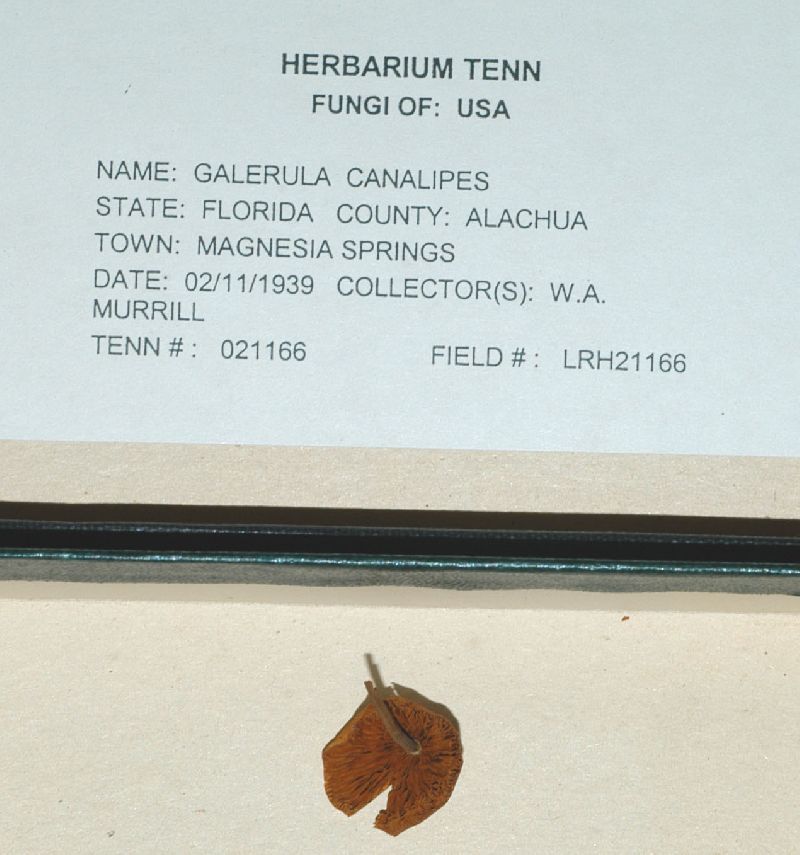 HERBARIUM TENN
FUNGI OF: USA
NAME: GALERULA CANALIPES
STATE: FLORIDA COUNTY: ALACHUA
TOWN: MAGNESIA SPRINGS
DATE: 02/11/1939 COLLECTOR(S): W.A.
MURRILL
TENN # : 021166 FIELD # : LRH21166